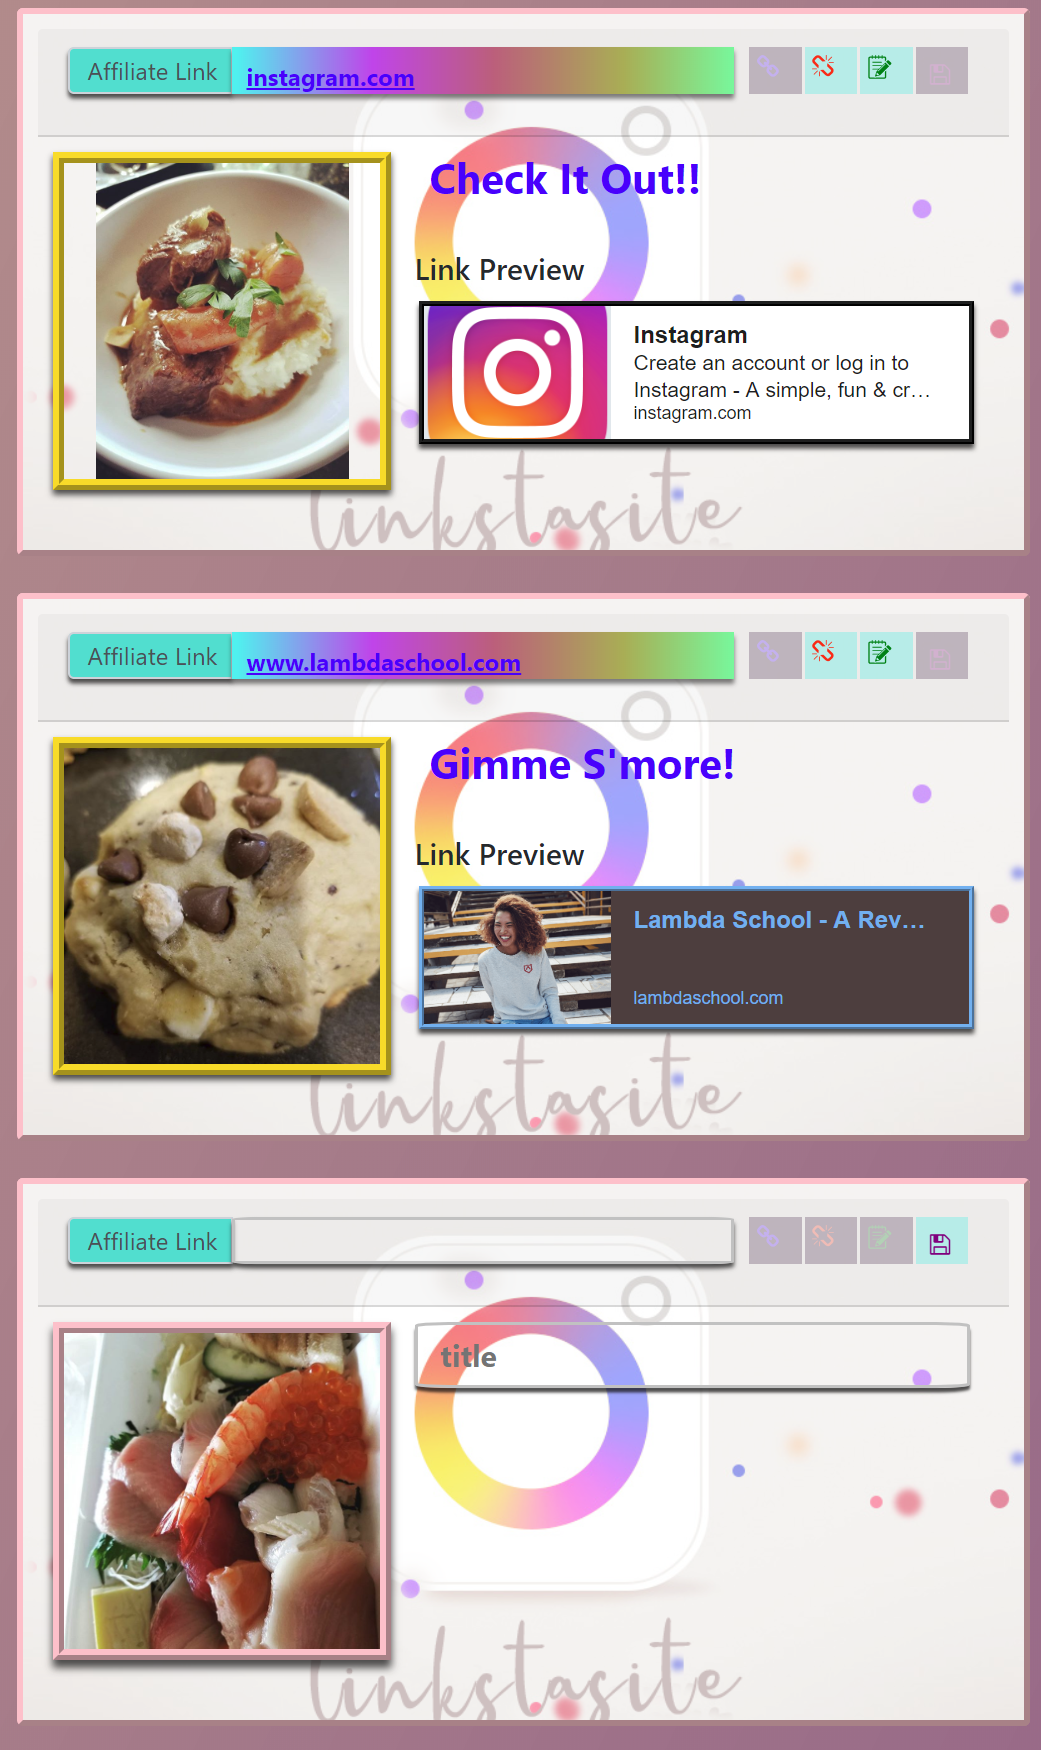 Affiliate Link
instagram.com
Check It Out!!
Link Preview
Instagram
Create an account or log in to
Instagram - A simple, fun & cr...
instagram.com
linkstasite
Affiliate Link
www.lambdaschool.com
Gimme S'more!
Link Preview
Lambda School - A Rev...
lambdaschool.com
linkstasite
Affiliate Link
title
linkstasite